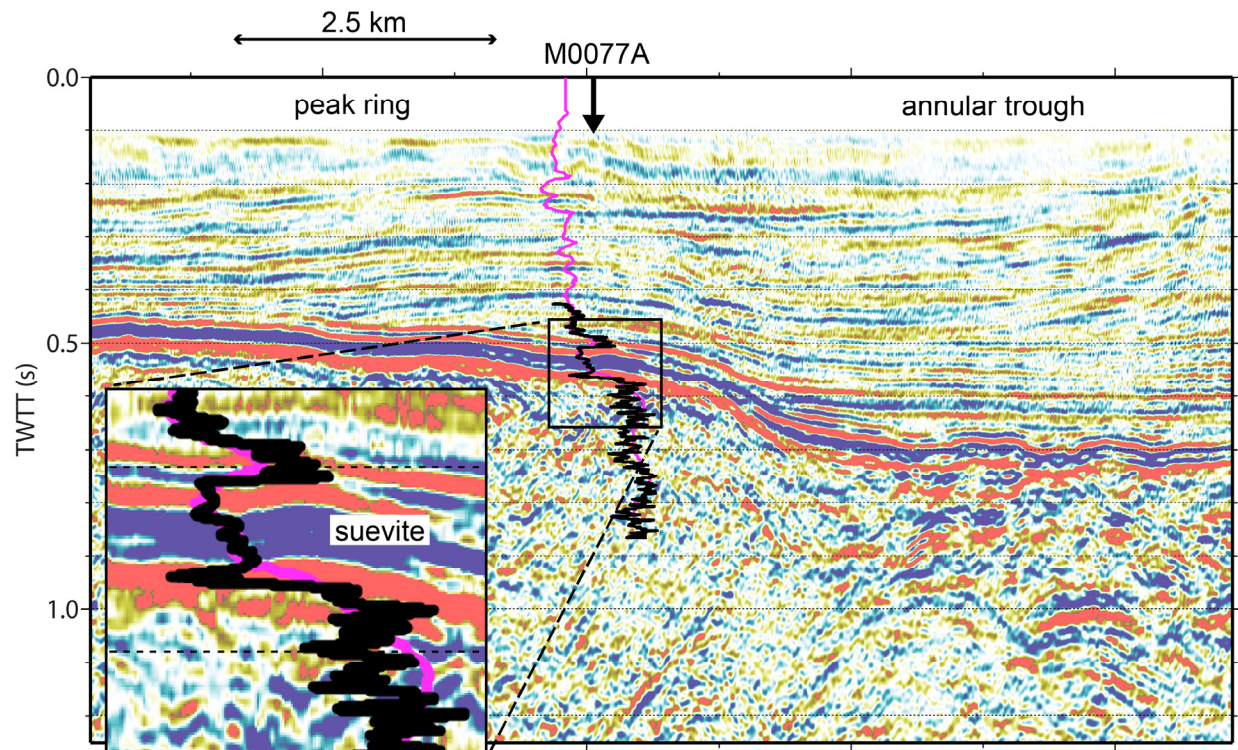 2.5 km
M0077A
0.0
peak ring
annular trough
0.5
TWTT (s)
suevite
1.0